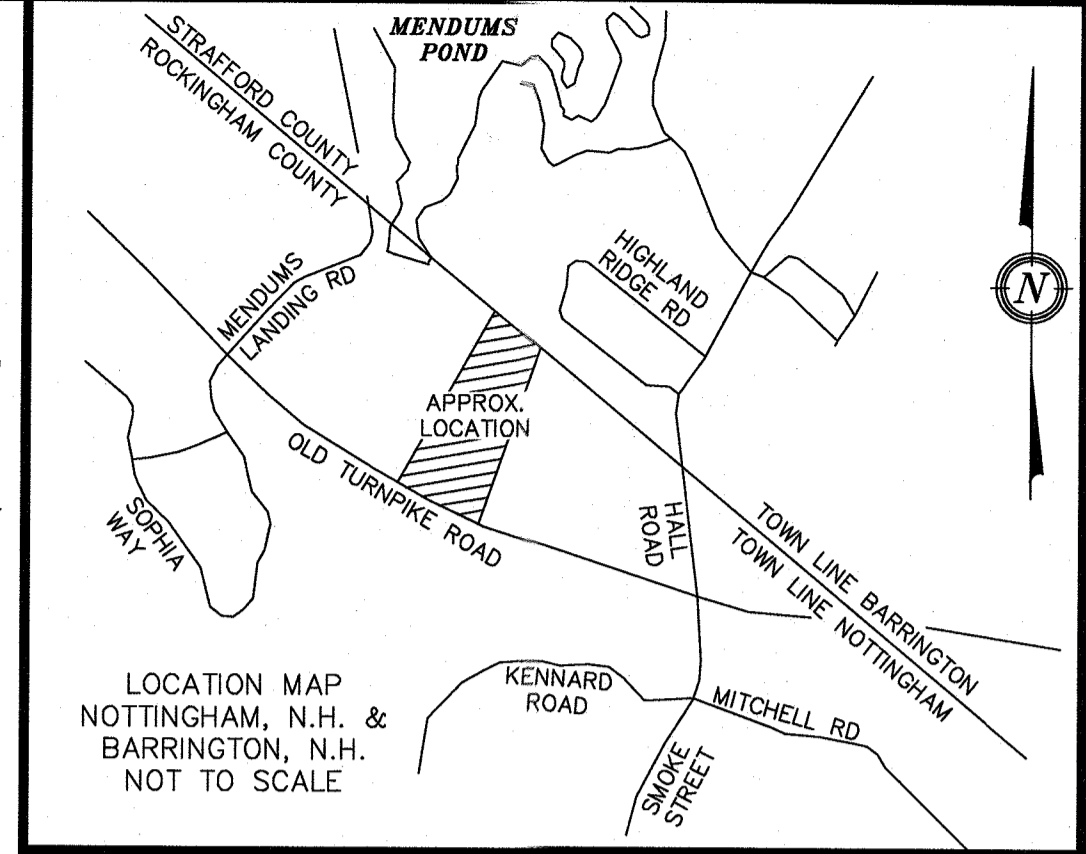 MENDUMS
POND
STRAFFORD COUNTY
ROCKINGHAM COUNTY
HIGHLAND
RIDGE RD
N
MENDUMS
LANDING RD
APPROX.
LOCATION
OLD TURNPIKE ROAD
SOPHIA
WAY
HALL
ROAD
TOWN LINE BARRINGTON
TOWN LINE NOTTINGHAM
KENNARD
ROAD
MITCHELL RD
SMOKE
STREET
LOCATION MAP
NOTTINGHAM, N.H. &
BARRINGTON, N.H.
NOT TO SCALE